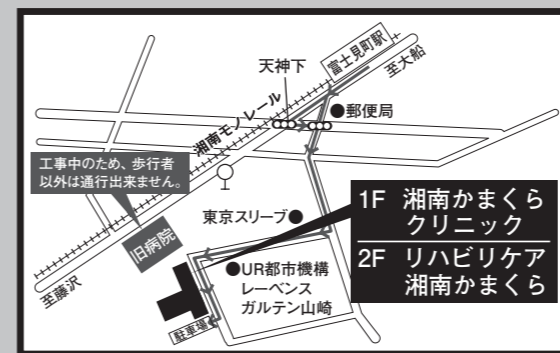 富士見町駅
至大船
天神下
●郵便局
湘南モノレール
工事中のため、歩行者
以外は通行出来ません。
東京スリーブ●
旧病院
1F 湘南かまくら
クリニック
2F リハビリケア
湘南かまくら
●UR都市機構
レーベンス
ガルテン山崎
至藤沢
駐車場